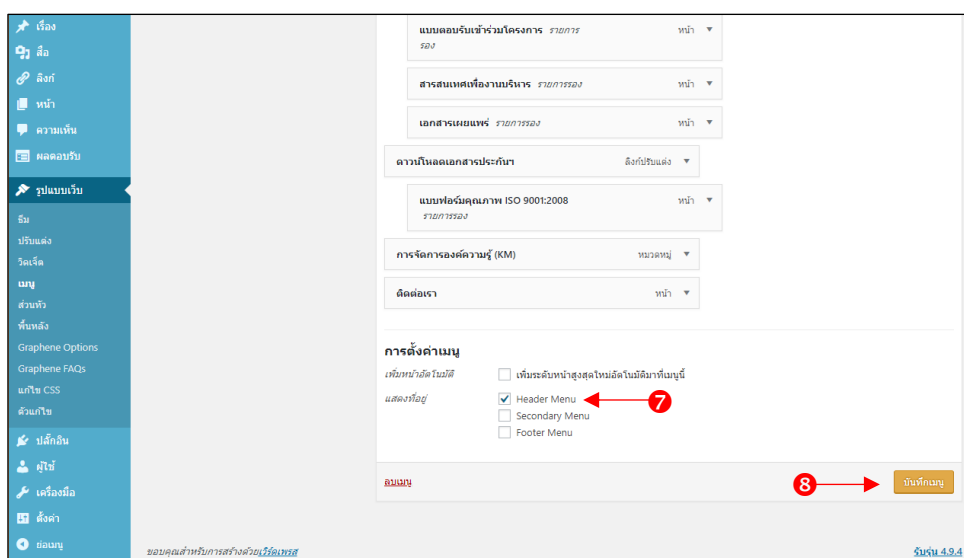 เรื่อง
สื่อ
ลิงก์
หน้า
ความเห็น
ผลตอบรับ
รูปแบบเว็บ
ธีม
ปรับแต่ง
วิดเจ็ต
เมนู
ส่วนหัว
พื้นหลัง
Graphene Options
Graphene FAQs
แก้ไข CSS
ตัวแก้ไข
ปลั๊กอิน
ผู้ใช้
เครื่องมือ
ตั้งค่า
ย่อเมนู
แบบตอบรับเข้าร่วมโครงการ รายการ
รอง
หน้า
สารสนเทศเพื่องานบริหาร รายการรอง
หน้า
เอกสารเผยแพร่ รายการรอง
หน้า
ดาวน์โหลดเอกสารประกันฯ
ลิงก์ปรับแต่ง
แบบฟอร์มคุณภาพ ISO 9001:2008
รายการรอง
หน้า
การจัดการองค์ความรู้ (KM)
หมวดหมู่
ติดต่อเรา
หน้า
การตั้งค่าเมนู
เพิ่มหน้าอัตโนมัติ
เพิ่มระดับหน้าสูงสุดใหม่อัตโนมัติมาที่เมนูนี้
แสดงที่อยู่
Header Menu
7
Secondary Menu
Footer Menu
ลบเมนู
8
บันทึกเมนู
ขอบคุณสำหรับการสร้างด้วยเวิร์ดเพรส
รับรุ่น 4.9.4